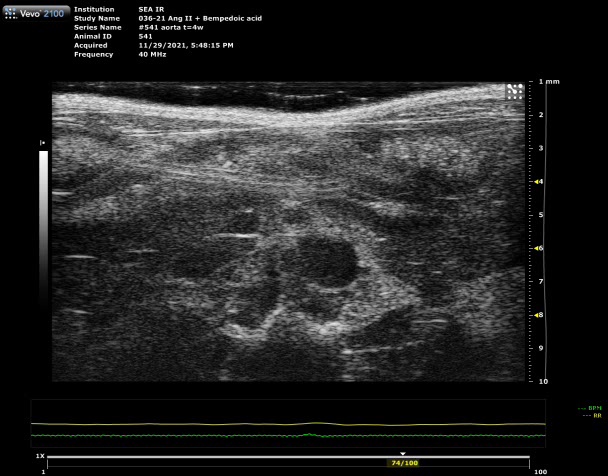 Vevo 2100
Institution SEA IR
Study Name 036-21 Ang II + Bempedoic acid
Series Name #541 aorta t=4w
Animal ID 541
Acquired 11/29/2021, 5:48:15 PM
Frequency 40 MHz
1 mm
2
3
4
5
6
7
8
9
10
BPM
RR
1X
74/100
1 100